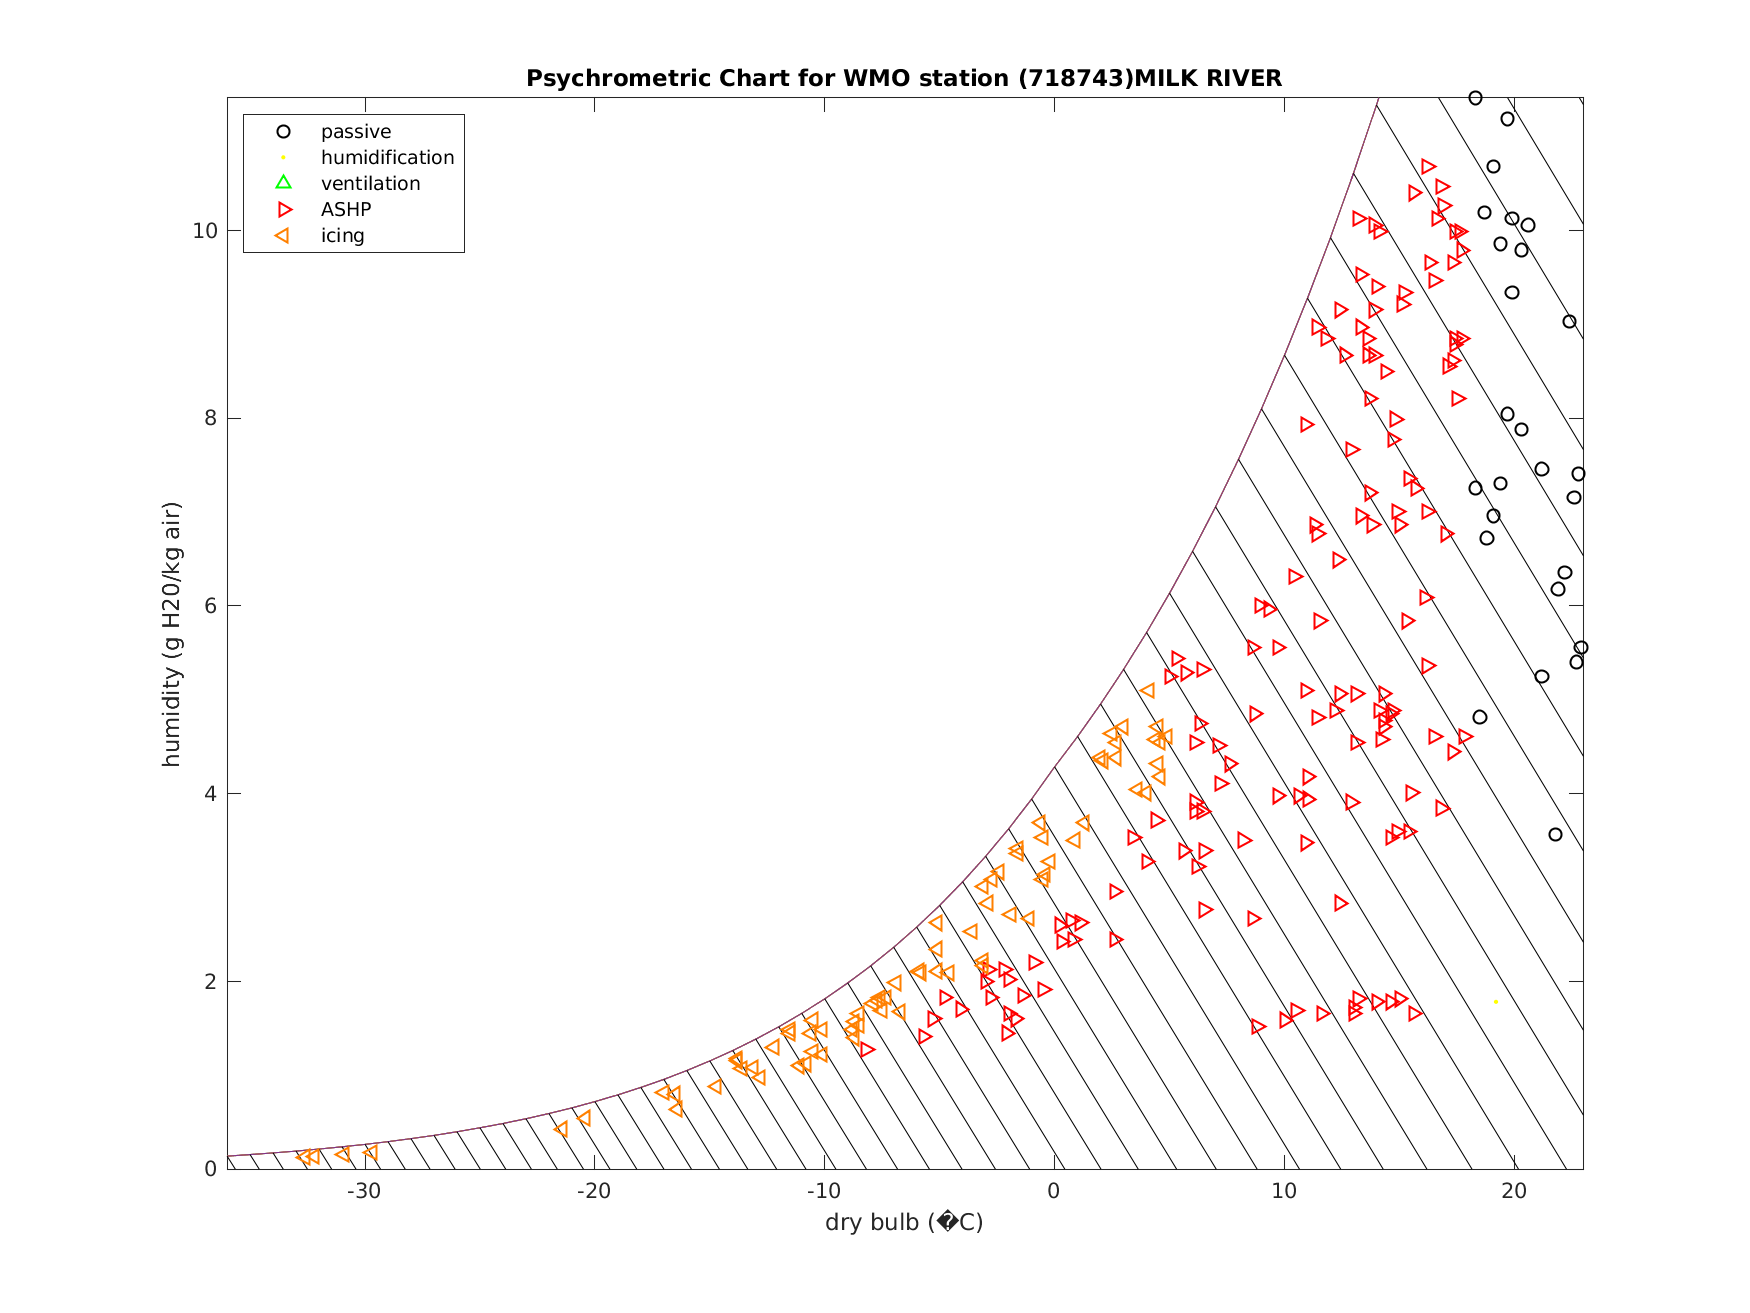 Psychrometric Chart for WMO station (718743)MILK RIVER
passive
humidification
ventilation
ASHP
icing
humidity (g H20/kg air)
10
8
6
4
2
0
-30 -20 -10 0 10 20
dry bulb (�C)